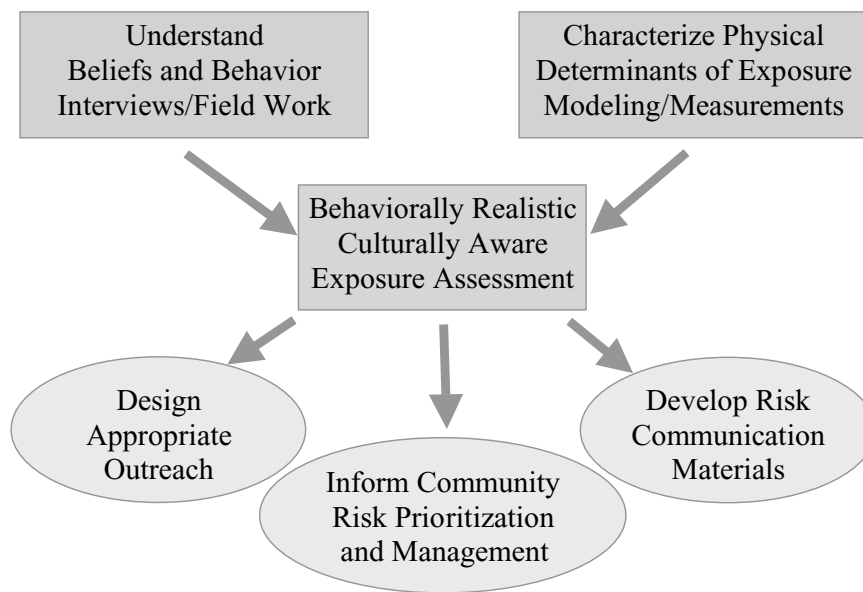 Understand
Beliefs and Behavior
Interviews/Field Work
Characterize Physical
Determinants of Exposure
Modeling/Measurements
Behaviorally Realistic
Culturally Aware
Exposure Assessment
Design
Appropriate
Outreach
Inform Community
Risk Prioritization
and Management
Develop Risk
Communication
Materials